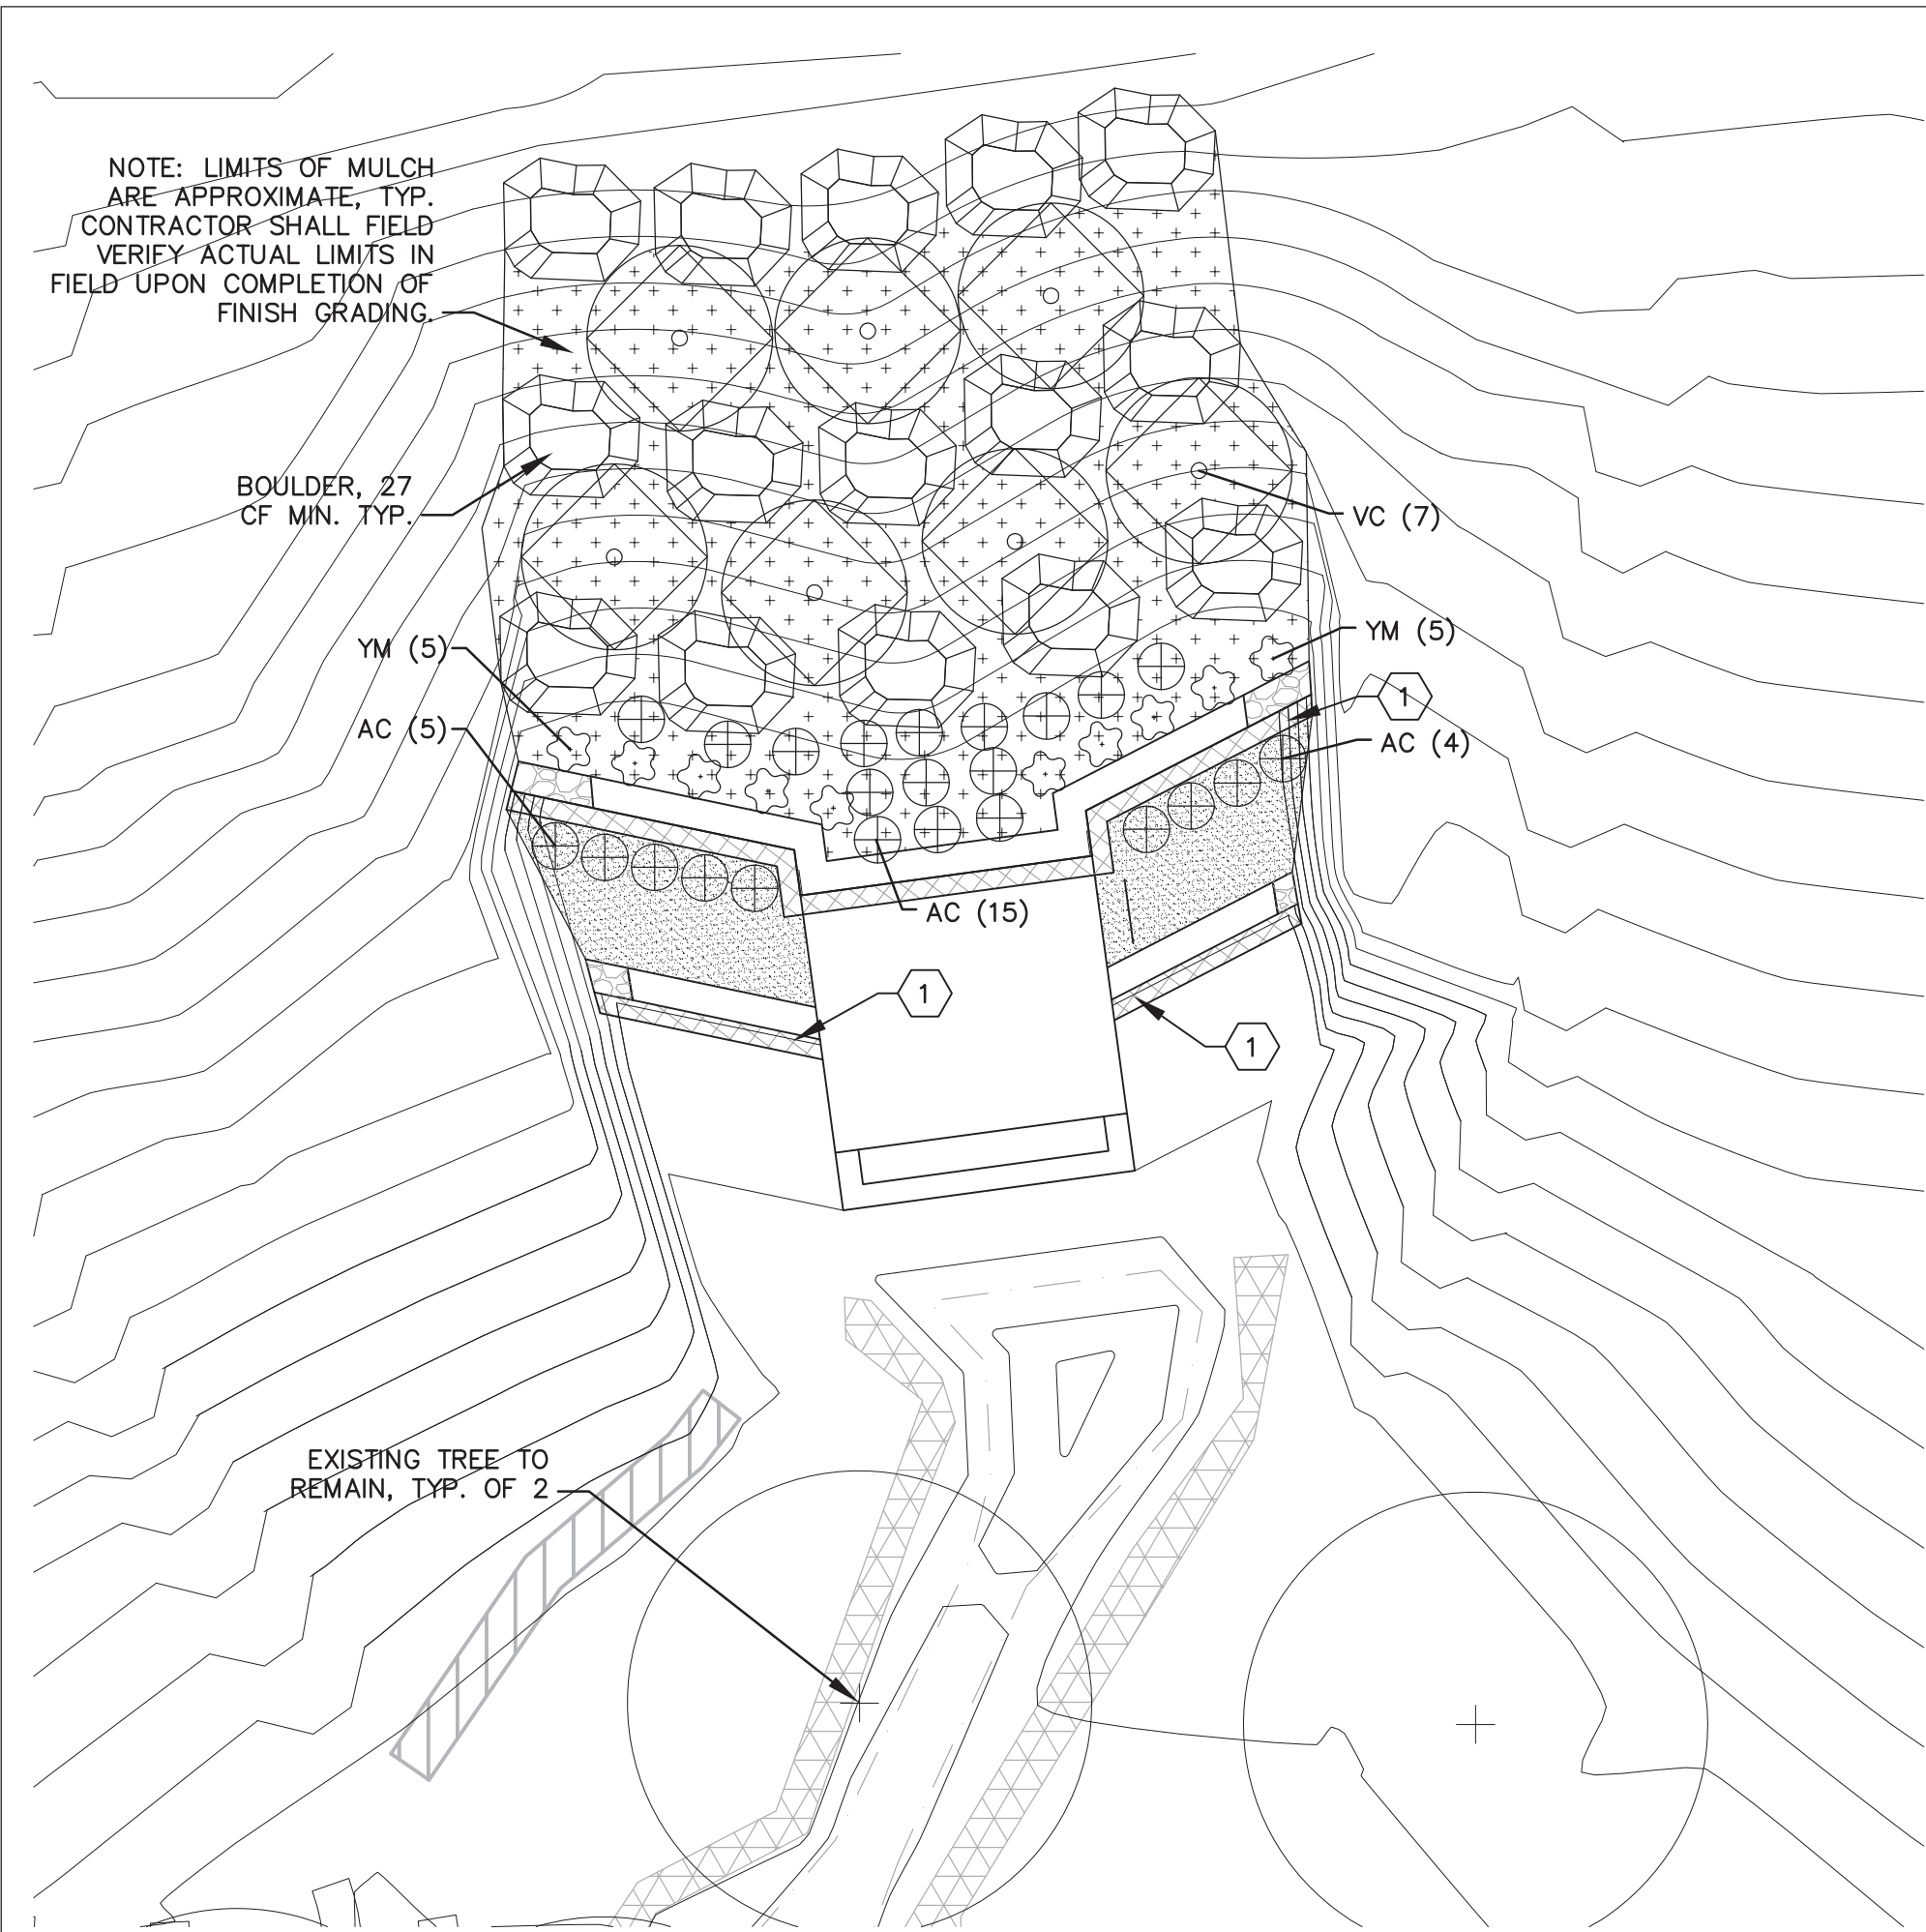 NOTE: LIMITS OF MULCH
ARE APPROXIMATE, TYP.
CONTRACTOR SHALL FIELD
VERIFY ACTUAL LIMITS IN
FIELD UPON COMPLETION OF
FINISH GRADING.
BOULDER, 27
CF MIN. TYP.
VC (7)
YM (5)
YM (5)
1
AC (5)
AC (4)
AC (15)
1
1
EXISTING TREE TO
REMAIN, TYP. OF 2